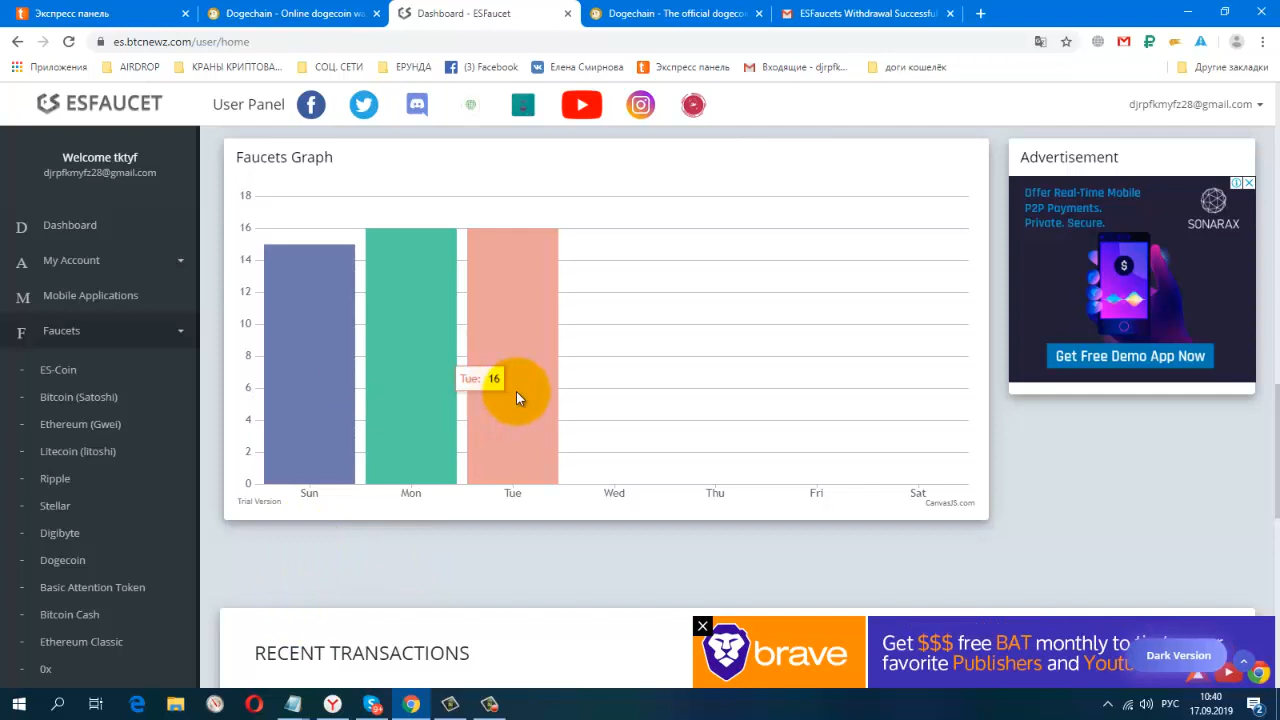 Экспресс панель
Dogechain - Online dogecoin wa
Dashboard - ESFaucet
Dogechain - The official dogeco
ESFaucets Withdrawal Successful
es.btcnewz.com/user/home
Приложения
AIRDROP
КРАНЫ КРИПТОВА...
СОЦ. СЕТИ
ЕРУНДА
(3) Facebook
Елена Смирнова
Экспресс панель
Входящие - djrpfk...
доги кошелёк
Другие закладки
ESFAUCET
User Panel
djrpfkmyfz28@gmail.com
Welcome tktyf
djrpfkmyfz28@gmail.com
D Dashboard
A My Account
M Mobile Applications
F Faucets
- ES-Coin
- Bitcoin (Satoshi)
- Ethereum (Gwei)
- Litecoin (litoshi)
- Ripple
- Stellar
- Digibyte
- Dogecoin
- Basic Attention Token
- Bitcoin Cash
- Ethereum Classic
- 0x
Faucets Graph
18
16
14
12
10
8
6
4
2
0
Tue: 16
Sun Mon Tue Wed Thu Fri Sat
Trial Version
CanvasJS.com
Advertisement
Offer Real-Time Mobile
P2P Payments.
Private. Secure.
SONARAX
Get Free Demo App Now
RECENT TRANSACTIONS
brave
Get $$$ free BAT monthly to
favorite Publishers and Yout
Dark Version
РУС
10:40
17.09.2019
2